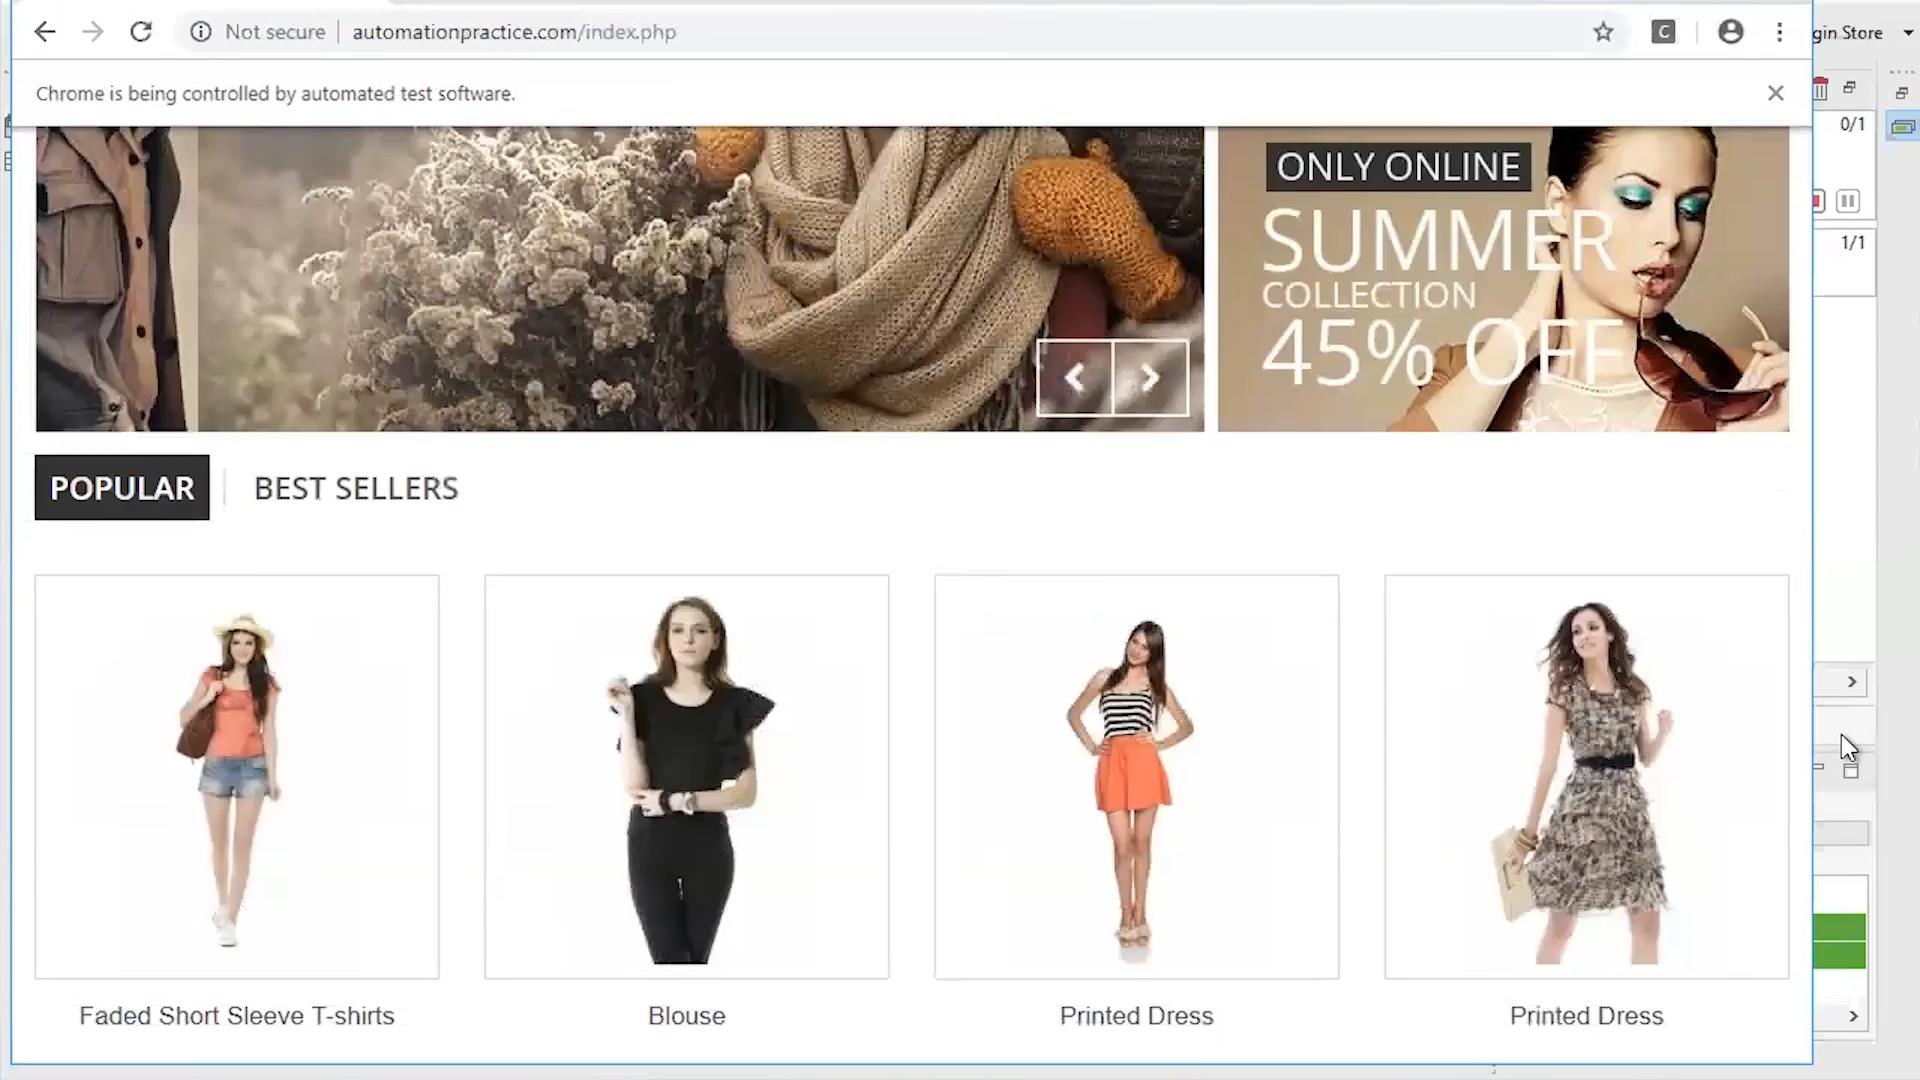 Not secure
automationpractice.com/index.php
C
gin Store
Chrome is being controlled by automated test software.
0/1
1/1
ONLY ONLINE
SUMMER
COLLECTION
45% OFF
POPULAR
BEST SELLERS
Faded Short Sleeve T-shirts
Blouse
Printed Dress
Printed Dress